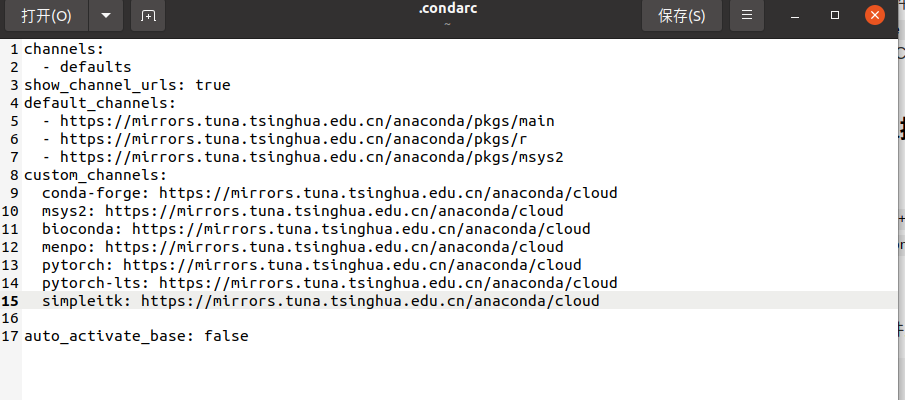 打开(O)
.condarc
~
保存(S)
1 channels:
2   - defaults
3 show_channel_urls: true
4 default_channels:
5   - https://mirrors.tuna.tsinghua.edu.cn/anaconda/pkgs/main
6   - https://mirrors.tuna.tsinghua.edu.cn/anaconda/pkgs/r
7   - https://mirrors.tuna.tsinghua.edu.cn/anaconda/pkgs/msys2
8 custom_channels:
9   conda-forge: https://mirrors.tuna.tsinghua.edu.cn/anaconda/cloud
10   msys2: https://mirrors.tuna.tsinghua.edu.cn/anaconda/cloud
11   bioconda: https://mirrors.tuna.tsinghua.edu.cn/anaconda/cloud
12   menpo: https://mirrors.tuna.tsinghua.edu.cn/anaconda/cloud
13   pytorch: https://mirrors.tuna.tsinghua.edu.cn/anaconda/cloud
14   pytorch-lts: https://mirrors.tuna.tsinghua.edu.cn/anaconda/cloud
15   simpleitk: https://mirrors.tuna.tsinghua.edu.cn/anaconda/cloud
16
17 auto_activate_base: false